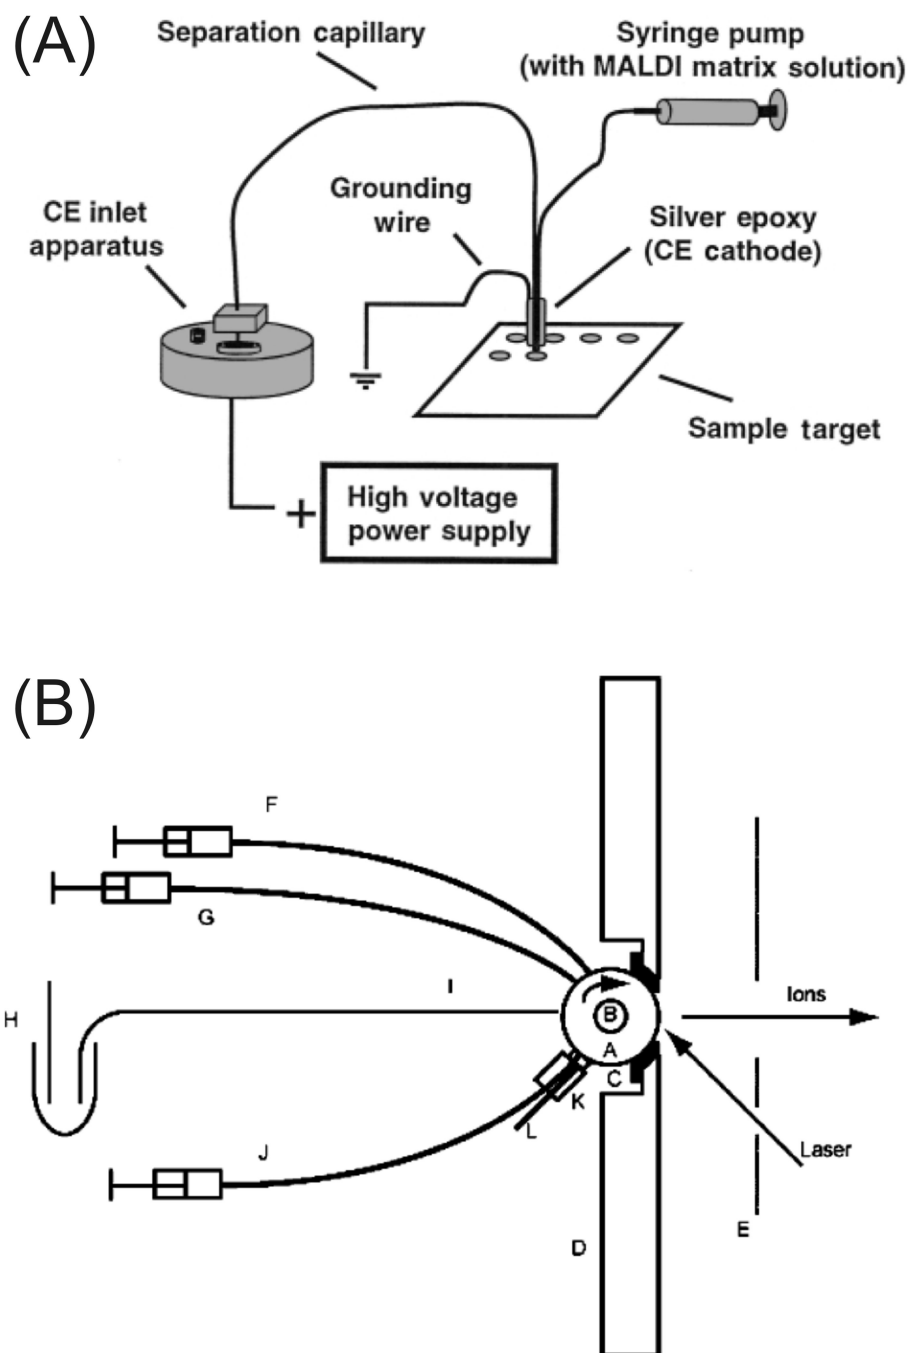 (A)
Separation capillary
Syringe pump
(with MALDI matrix solution)
Grounding
wire
CE inlet
apparatus
Silver epoxy
(CE cathode)
Sample target
+
High voltage
power supply
(B)
F
G
H
I
Ions
B
A
C
K
L
J
Laser
E
D